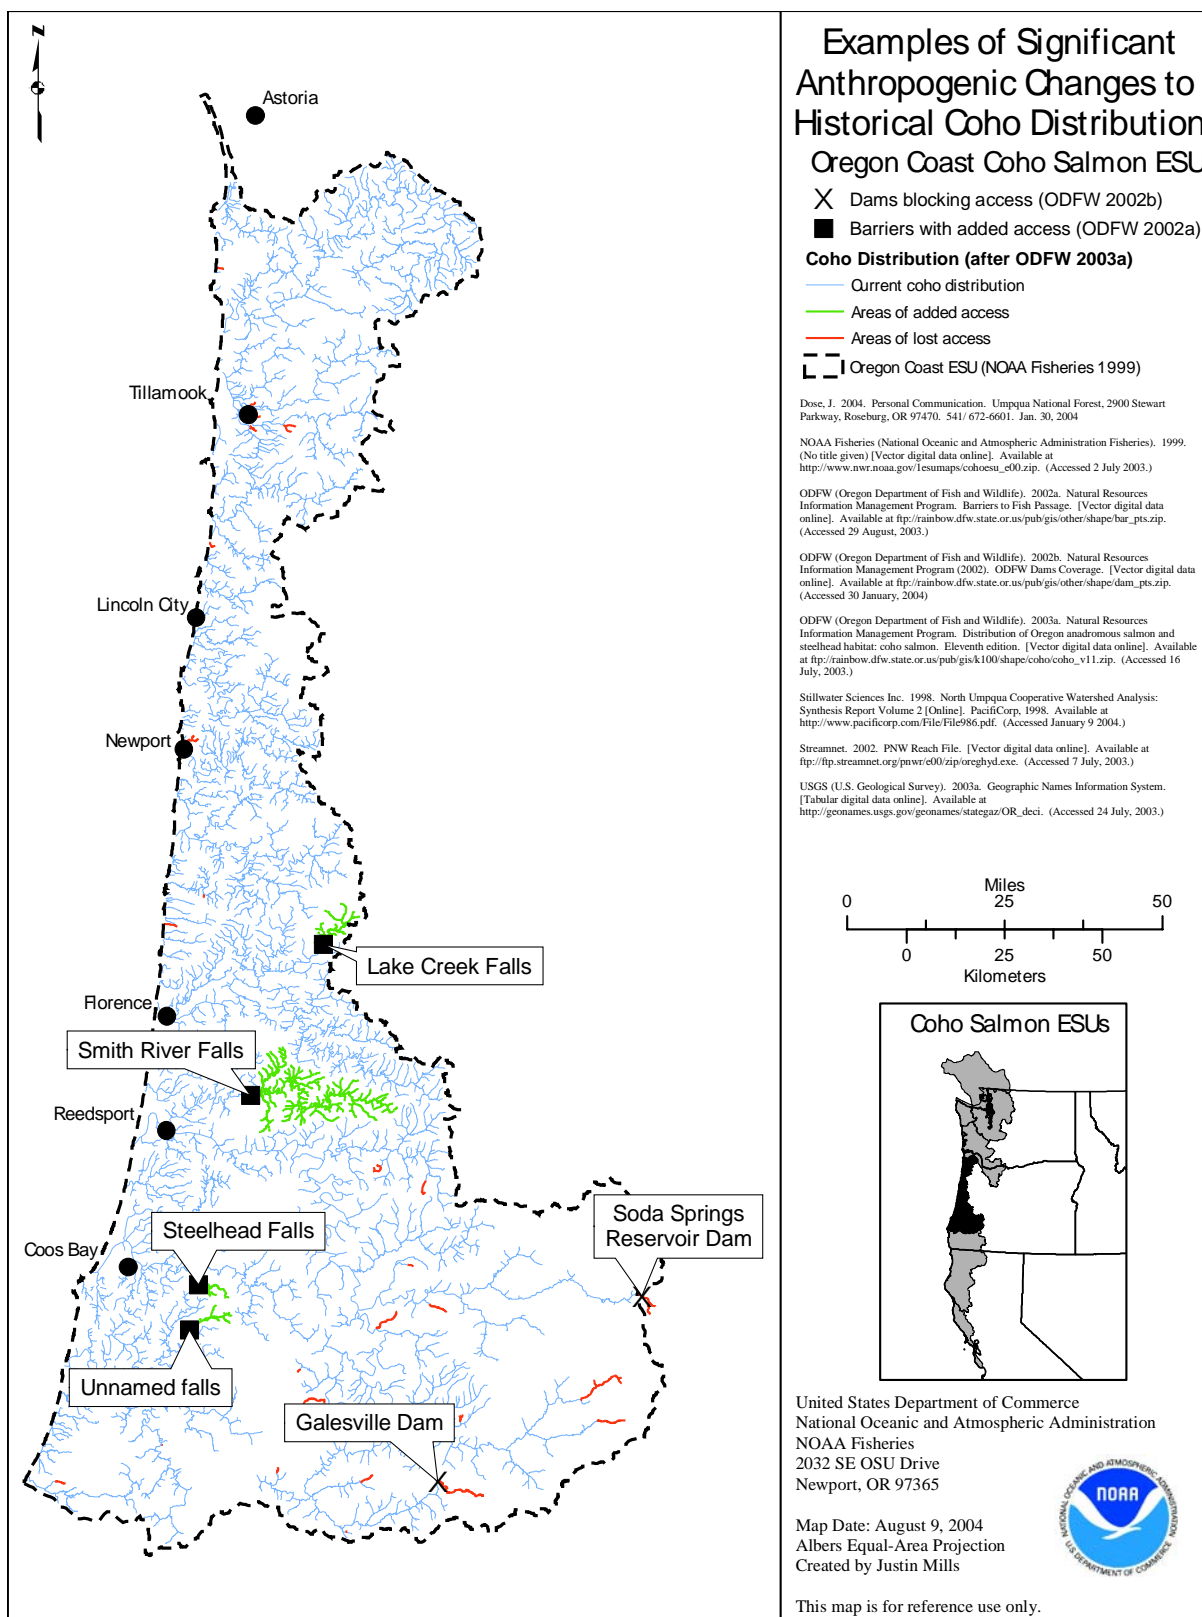 N
Astoria
Tillamook
Lincoln City
Newport
Lake Creek Falls
Florence
Smith River Falls
Reedsport
Steelhead Falls
Soda Springs
Reservoir Dam
Coos Bay
Unnamed falls
Galesville Dam
Examples of Significant
Anthropogenic Changes to
Historical Coho Distribution
Oregon Coast Coho Salmon ESU
X Dams blocking access (ODFW 2002b)
Barriers with added access (ODFW 2002a)
Coho Distribution (after ODFW 2003a)
Current coho distribution
Areas of added access
Areas of lost access
Oregon Coast ESU (NOAA Fisheries 1999)
Dose, J. 2004. Personal Communication. Umpqua National Forest, 2900 Stewart
Parkway, Roseburg, OR 97470. 541/ 672-6601. Jan. 30, 2004
NOAA Fisheries (National Oceanic and Atmospheric Administration Fisheries). 1999.
(No title given) [Vector digital data online]. Available at
http://www.nwr.noaa.gov/1esumaps/cohoesu_e00.zip. (Accessed 2 July 2003.)
ODFW (Oregon Department of Fish and Wildlife). 2002a. Natural Resources
Information Management Program. Barriers to Fish Passage. [Vector digital data
online]. Available at ftp://rainbow.dfw.state.or.us/pub/gis/other/shape/bar_pts.zip.
(Accessed 29 August, 2003.)
ODFW (Oregon Department of Fish and Wildlife). 2002b. Natural Resources
Information Management Program (2002). ODFW Dams Coverage. [Vector digital data
online]. Available at ftp://rainbow.dfw.state.or.us/pub/gis/other/shape/dam_pts.zip.
(Accessed 30 January, 2004)
ODFW (Oregon Department of Fish and Wildlife). 2003a. Natural Resources
Information Management Program. Distribution of Oregon anadromous salmon and
steelhead habitat: coho salmon. Eleventh edition. [Vector digital data online]. Available
at ftp://rainbow.dfw.state.or.us/pub/gis/k100/shape/coho/coho_v11.zip. (Accessed 16
July, 2003.)
Stillwater Sciences Inc. 1998. North Umpqua Cooperative Watershed Analysis:
Synthesis Report Volume 2 [Online]. PacifiCorp, 1998. Available at
http://www.pacificorp.com/File/File986.pdf. (Accessed January 9 2004.)
Streamnet. 2002. PNW Reach File. [Vector digital data online]. Available at
ftp://ftp.streamnet.org/pnwr/e00/zip/oreghyd.exe. (Accessed 7 July, 2003.)
USGS (U.S. Geological Survey). 2003a. Geographic Names Information System.
[Tabular digital data online]. Available at
http://geonames.usgs.gov/geonames/stategaz/OR_deci. (Accessed 24 July, 2003.)
Miles
0 25 50
0 25 50
Kilometers
Coho Salmon ESUs
United States Department of Commerce
National Oceanic and Atmospheric Administration
NOAA Fisheries
2032 SE OSU Drive
Newport, OR 97365
Map Date: August 9, 2004
Albers Equal-Area Projection
Created by Justin Mills
This map is for reference use only.
NATIONAL OCEANIC AND ATMOSPHERIC ADMINISTRATION
NOAA
U.S. DEPARTMENT OF COMMERCE